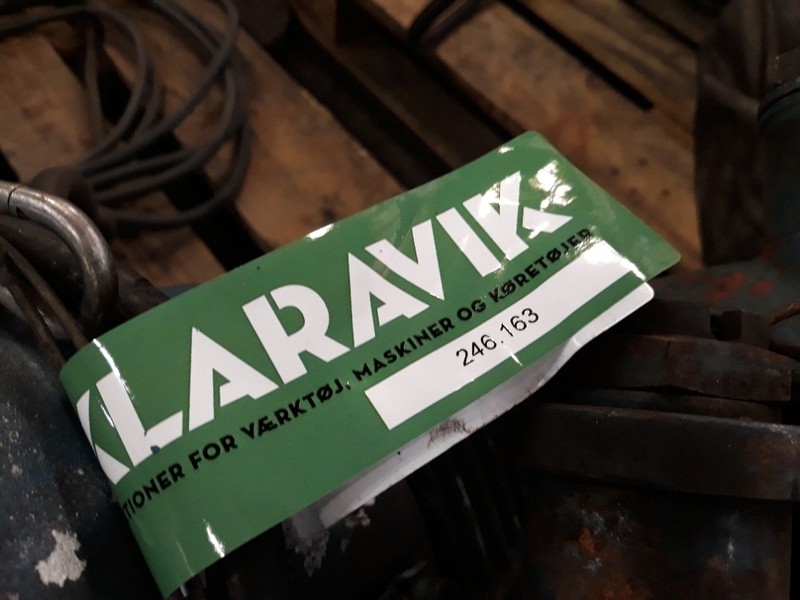 KLARAVIK
TIONER FOR VÆRKTØJ, MASKINER OG KØRETØJER
246.163